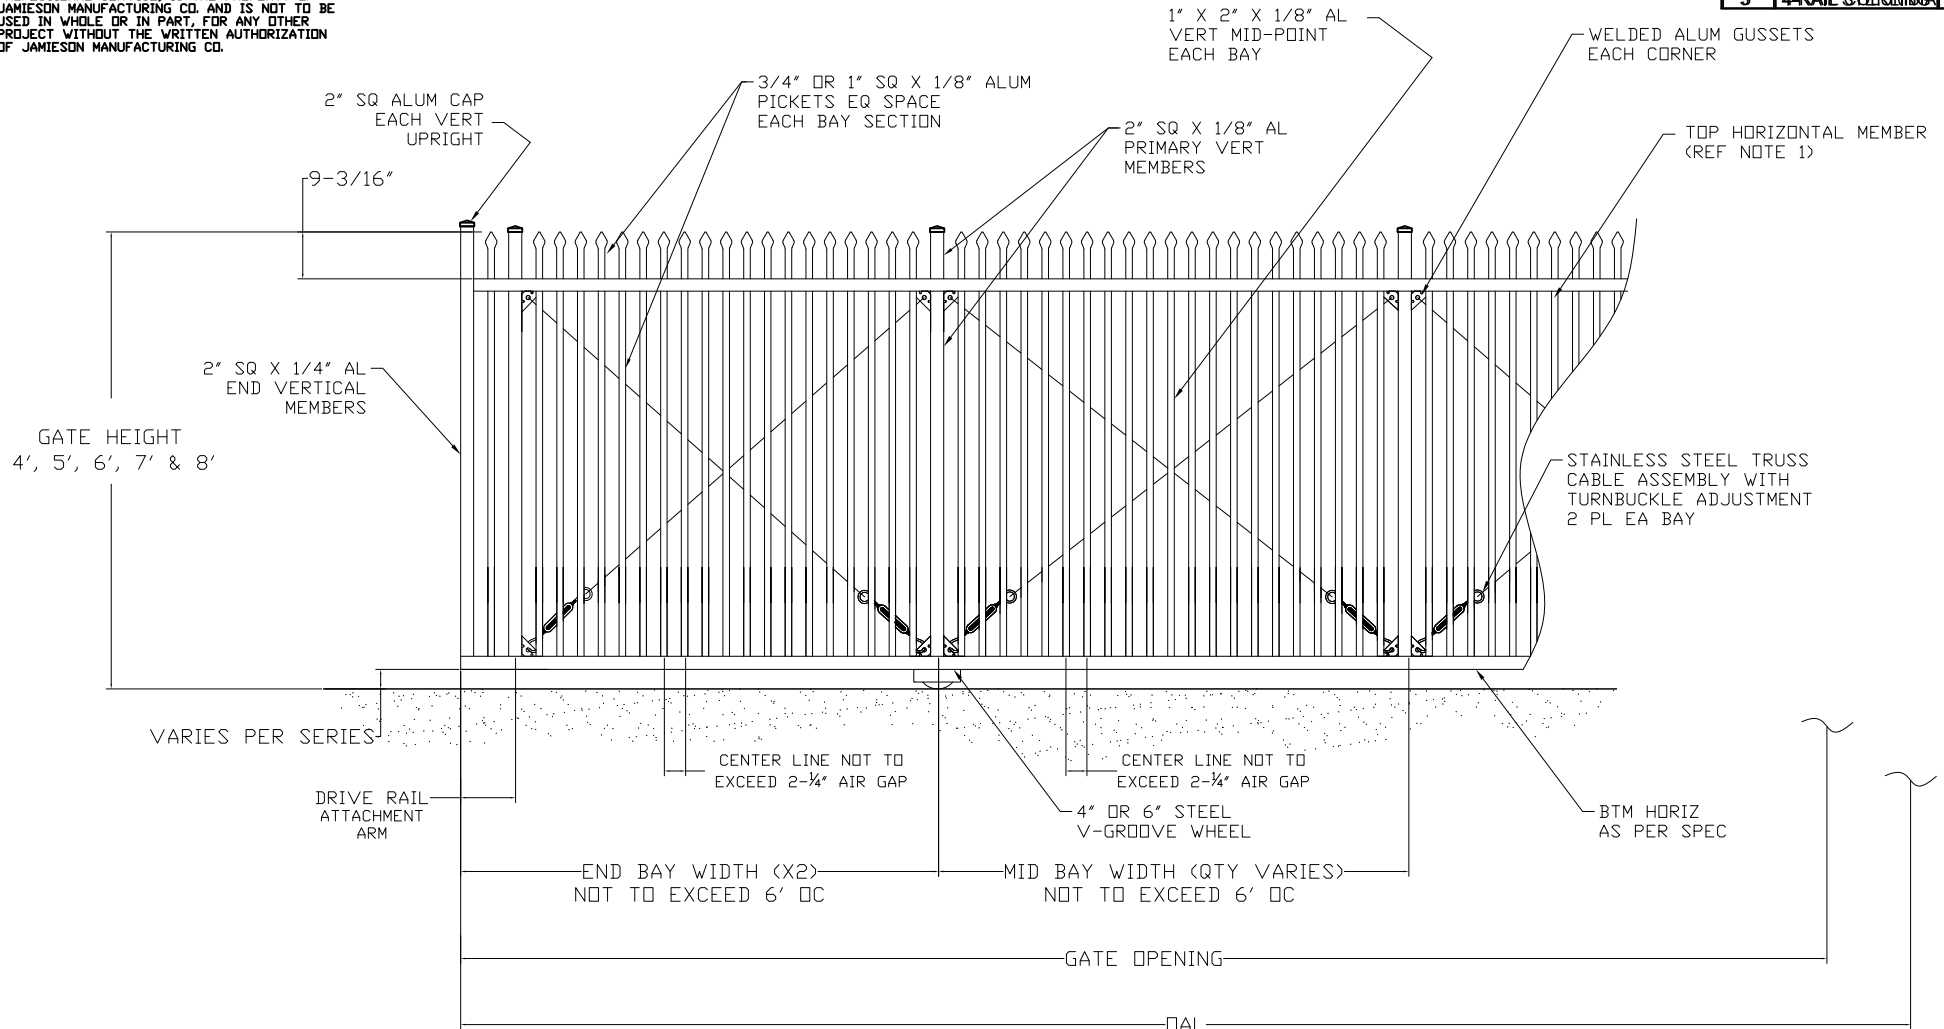 JAMIESON MANUFACTURING CO. AND IS NOT TO BE
USED IN WHOLE OR IN PART, FOR ANY OTHER
PROJECT WITHOUT THE WRITTEN AUTHORIZATION
OF JAMIESON MANUFACTURING CO.
1" X 2" X 1/8" AL
VERT MID-POINT
EACH BAY
WELDED ALUM GUSSETS
EACH CORNER
2" SQ ALUM CAP
EACH VERT
UPRIGHT
3/4" OR 1" SQ X 1/8" ALUM
PICKETS EQ SPACE
EACH BAY SECTION
2" SQ X 1/8" AL
PRIMARY VERT
MEMBERS
TOP HORIZONTAL MEMBER
(REF NOTE 1)
9-3/16"
2" SQ X 1/4" AL
END VERTICAL
MEMBERS
GATE HEIGHT
4', 5', 6', 7' & 8'
STAINLESS STEEL TRUSS
CABLE ASSEMBLY WITH
TURNBUCKLE ADJUSTMENT
2 PL EA BAY
VARIES PER SERIES
CENTER LINE NOT TO
EXCEED 2-¼" AIR GAP
CENTER LINE NOT TO
EXCEED 2-¼" AIR GAP
DRIVE RAIL
ATTACHMENT
ARM
4" OR 6" STEEL
V-GROOVE WHEEL
BTM HORIZ
AS PER SPEC
END BAY WIDTH (X2)
NOT TO EXCEED 6' OC
MID BAY WIDTH (QTY VARIES)
NOT TO EXCEED 6' OC
GATE OPENING
OAL